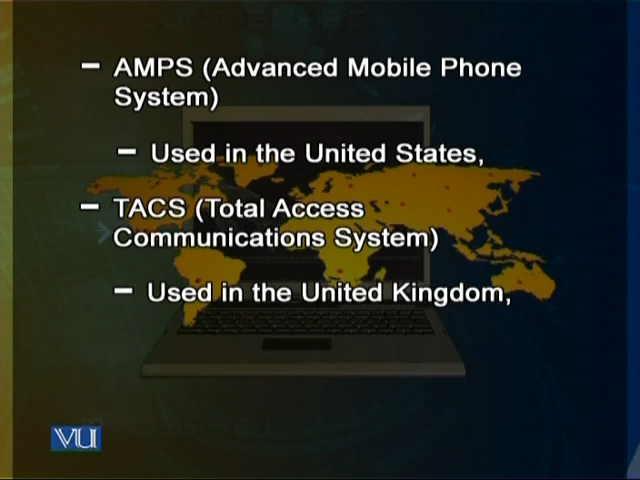 – AMPS (Advanced Mobile Phone
System)
– Used in the United States,
– TACS (Total Access
Communications System)
– Used in the United Kingdom,
VU